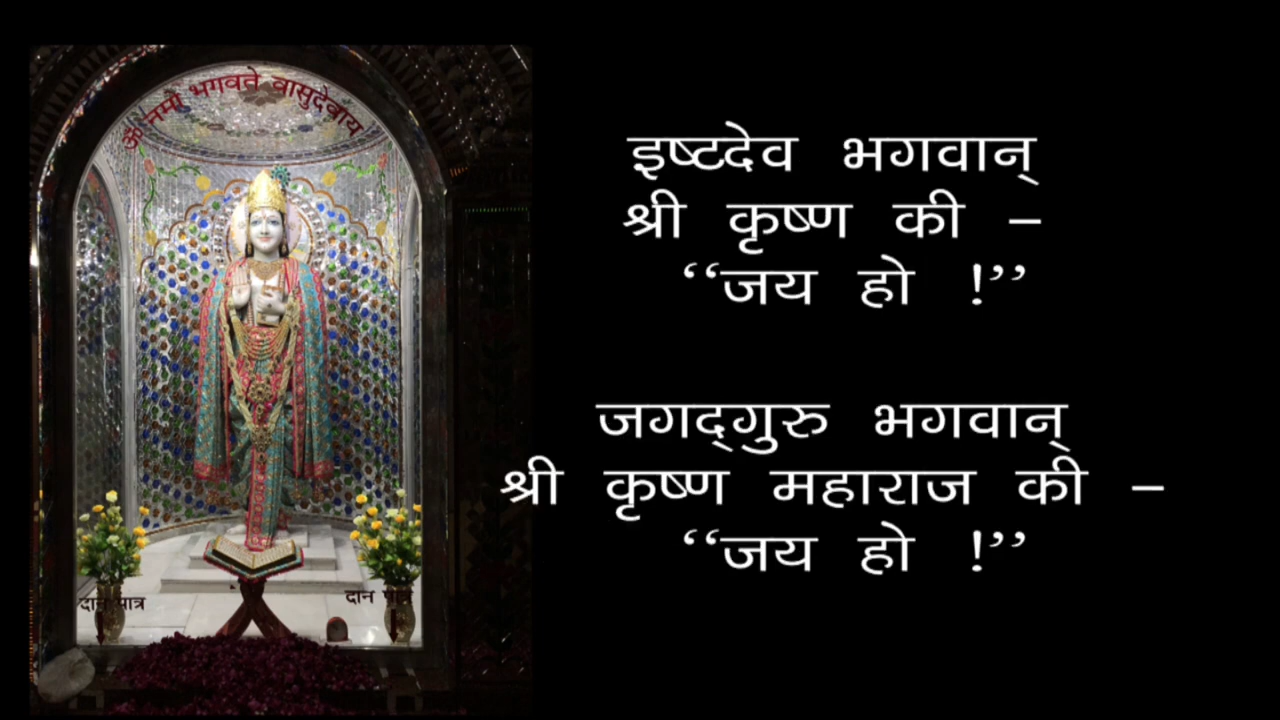 ॐ नमो भगवते वासुदेवाय
इष्टदेव भगवान्
श्री कृष्ण की –
“जय हो !”
जगद्गुरु भगवान्
श्री कृष्ण महाराज की –
“जय हो !”
दान पात्र
दान पात्र